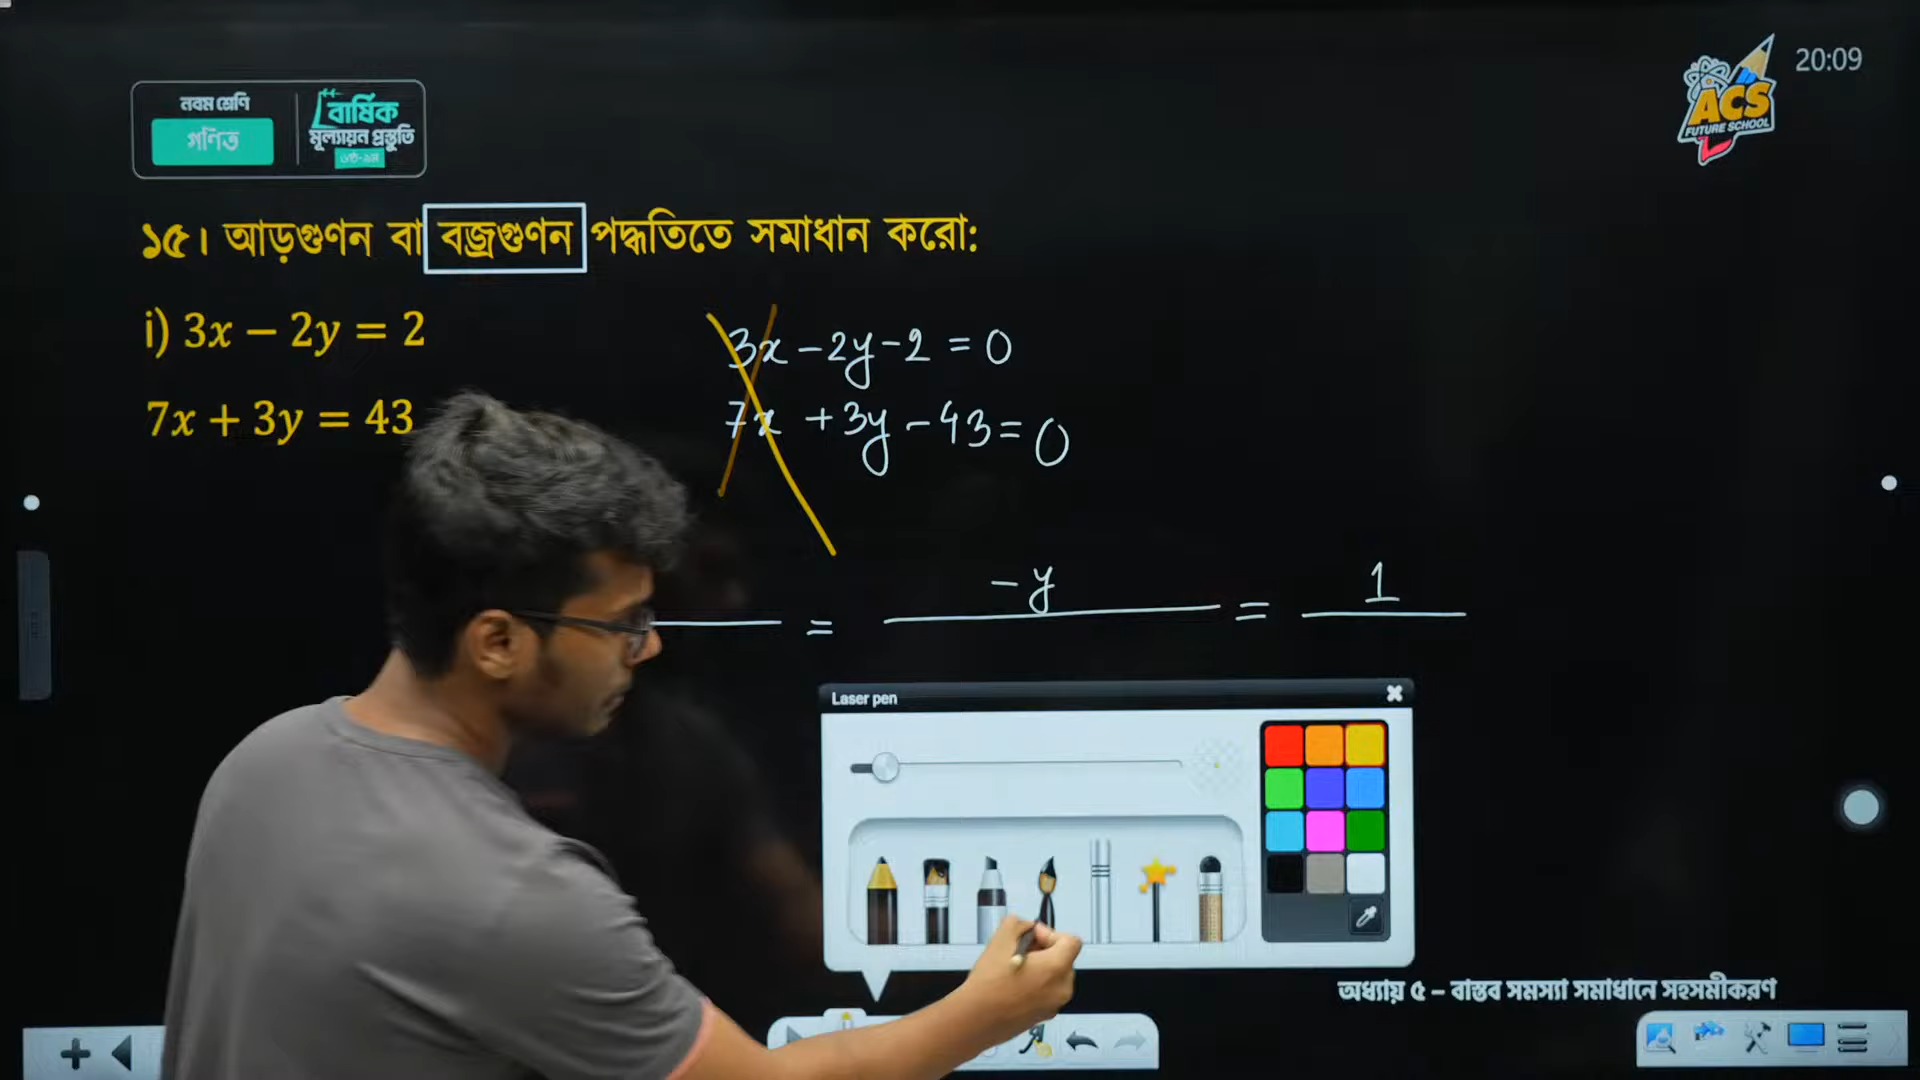 নবম শ্রেণি
গণিত
বার্ষিক
মূল্যায়ন প্রস্তুতি
৬ষ্ঠ-৯ম
ACS
FUTURE SCHOOL
20:09
১৫। আড়গুণন বা বজ্রগুণন পদ্ধতিতে সমাধান করো:
i) 3x − 2y = 2
7x + 3y = 43
3x − 2y − 2 = 0
7x + 3y − 43 = 0
= −y = 1
Laser pen
অধ্যায় ৫ – বাস্তব সমস্যা সমাধানে সহসমীকরণ